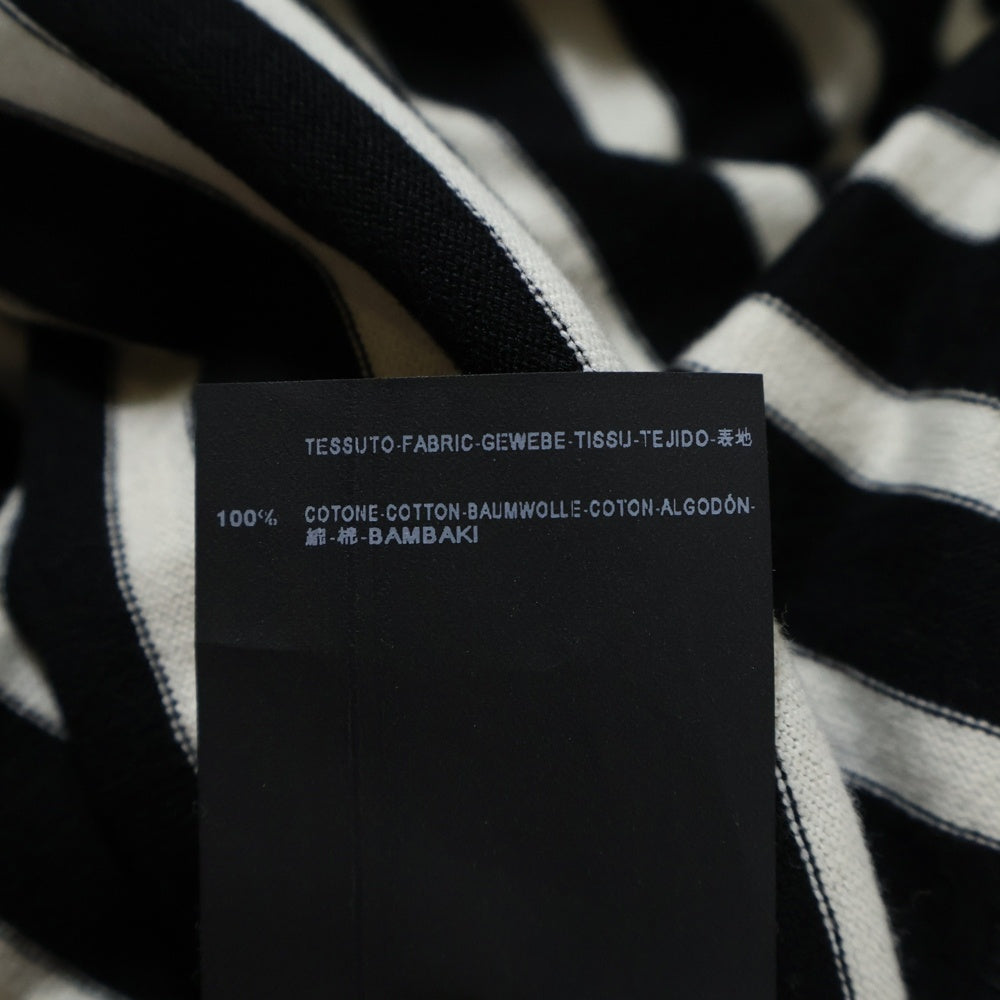 TESSUTO-FABRIC-GEWEBE-TISSU-TEJIDO-表地
100% COTONE-COTTON-BAUMWOLLE-COTON-ALGODÓN-
綿-棉-BAMBAKI